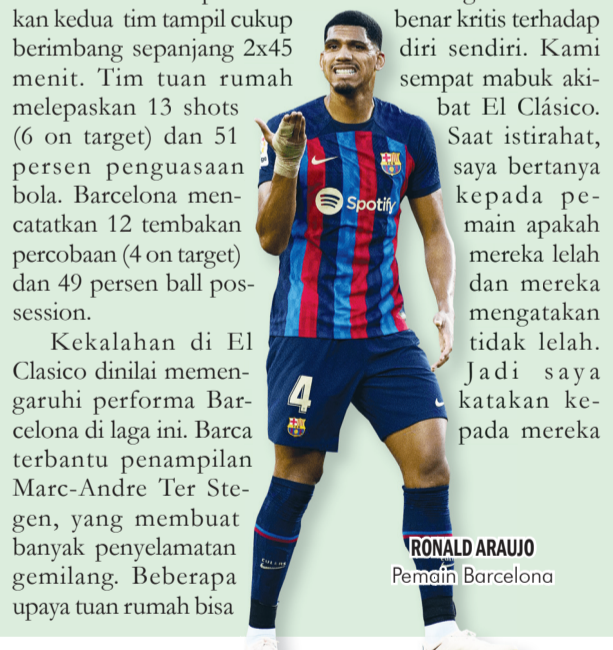 kan kedua tim tampil cukup
berimbang sepanjang 2x45
menit. Tim tuan rumah
melepaskan 13 shots
(6 on target) dan 51
persen penguasaan
bola. Barcelona men-
catatkan 12 tembakan
percobaan (4 on target)
dan 49 persen ball pos-
session.
Kekalahan di El
Clasico dinilai memen-
garuhi performa Bar-
celona di laga ini. Barca
terbantu penampilan
Marc-Andre Ter Ste-
gen, yang membuat
banyak penyelamatan
gemilang. Beberapa
upaya tuan rumah bisa
benar kritis terhadap
diri sendiri. Kami
sempat mabuk aki-
bat El Clásico.
Saat istirahat,
saya bertanya
kepada pe-
main apakah
mereka lelah
dan mereka
mengatakan
tidak lelah.
Jadi saya
katakan ke-
pada mereka
Spotify
4
RONALD ARAUJO
Pemain Barcelona